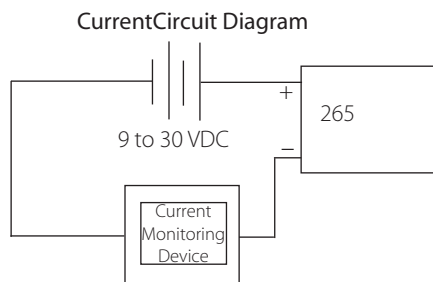 CurrentCircuit Diagram
+
265
9 to 30 VDC
–
Current
Monitoring
Device